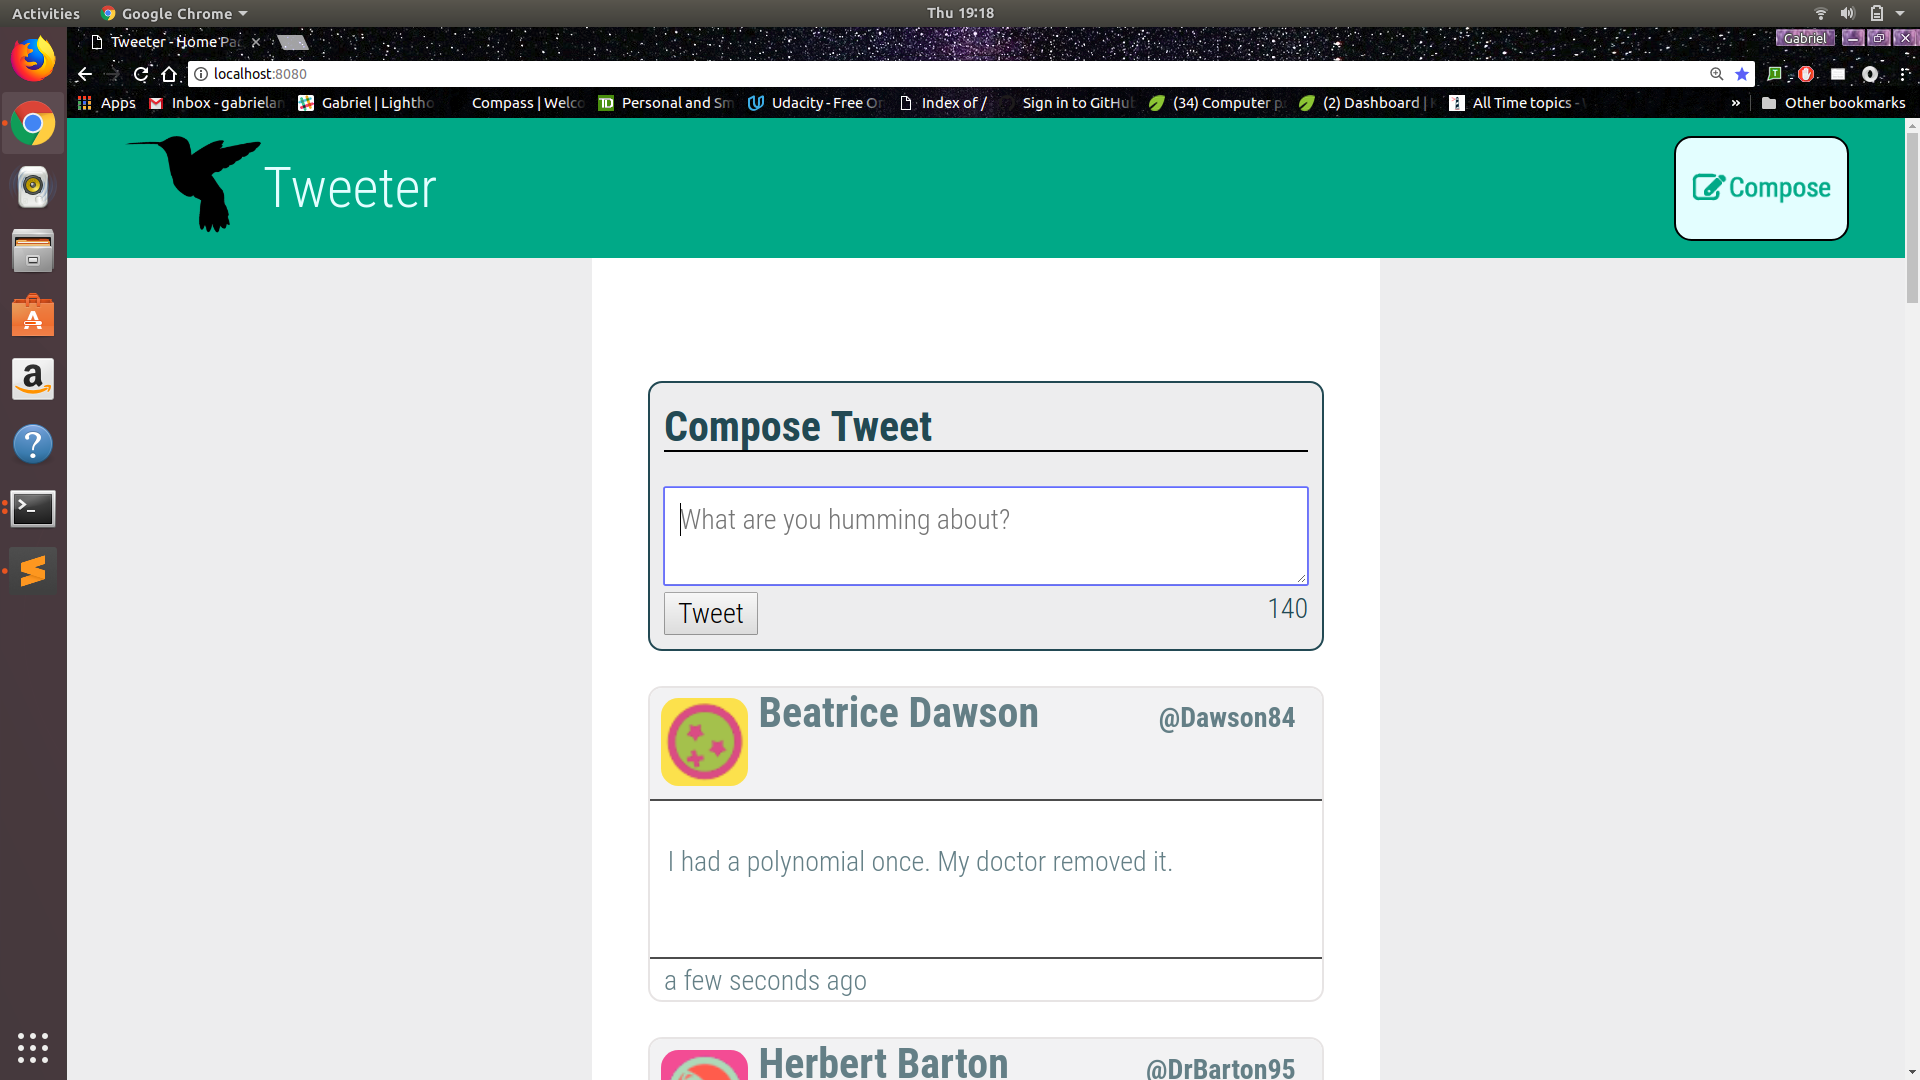 Activities Google Chrome Thu 19:18
Tweeter - Home Pa
Gabriel
localhost:8080
Apps Inbox - gabrielan Gabriel | Lightho Compass | Welco Personal and Sm Udacity - Free O Index of / Sign in to GitHu (34) Computer p (2) Dashboard | All Time topics - » Other bookmarks
Tweeter
Compose
Compose Tweet
What are you humming about?
Tweet 140
Beatrice Dawson @Dawson84
I had a polynomial once. My doctor removed it.
a few seconds ago
Herbert Barton @DrBarton95